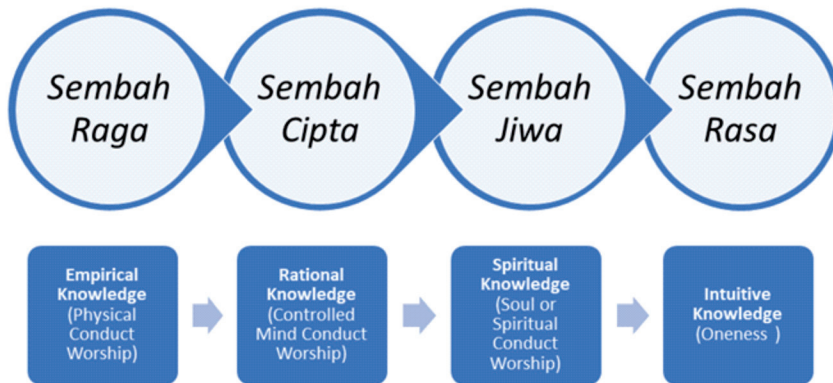 Sembah
Raga
Sembah
Cipta
Sembah
Jiwa
Sembah
Rasa
Empirical
Knowledge
(Physical
Conduct
Worship)
Rational
Knowledge
(Controlled
Mind Conduct
Worship)
Spiritual
Knowledge
(Soul or
Spiritual
Conduct
Worship)
Intuitive
Knowledge
(Oneness )